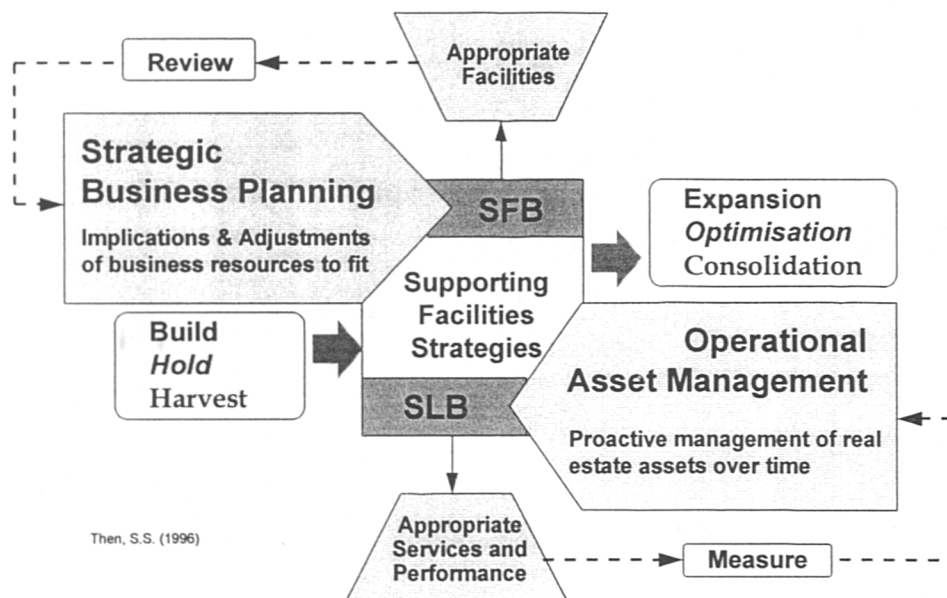 Review
Appropriate
Facilities
Strategic
Business Planning
Implications & Adjustments
of business resources to fit
SFB
Expansion
Optimisation
Consolidation
Supporting
Facilities
Strategies
Build
Hold
Harvest
Operational
Asset Management
Proactive management of real
estate assets over time
SLB
Appropriate
Services and
Performance
Measure
Then, S.S. (1996)